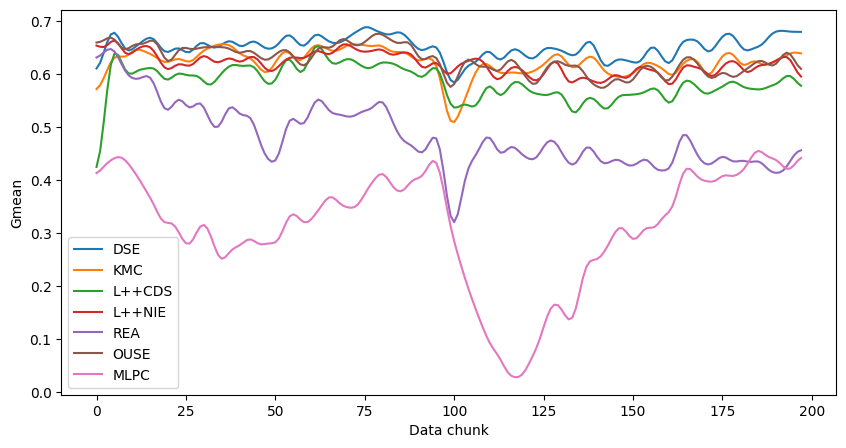 0.7
0.6
0.5
0.4
0.3
0.2
0.1
0.0
Gmean
DSE
KMC
L++CDS
L++NIE
REA
OUSE
MLPC
0 25 50 75 100 125 150 175 200
Data chunk